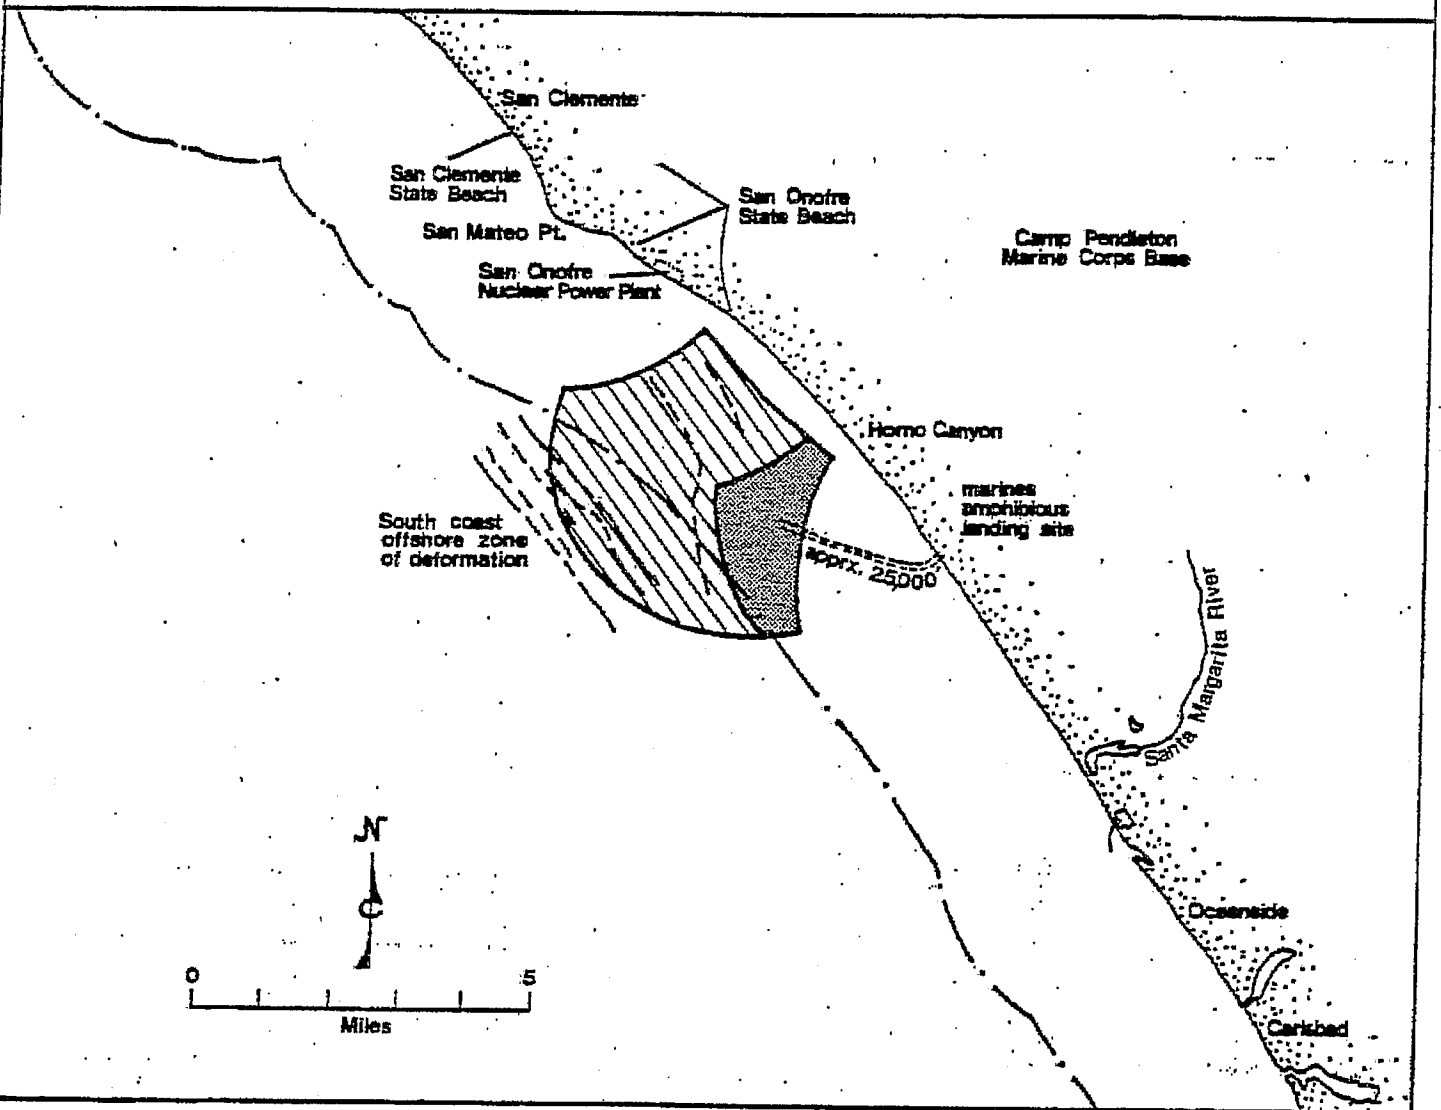 San Clemente
San Clemente
State Beach
San Onofre
State Beach
San Mateo Pt.
Camp Pendleton
Marine Corps Base
San Onofre
Nuclear Power Plant
Horno Canyon
marines
amphibious
landing site
South coast
offshore zone
of deformation
apprx. 25,000
Santa Margarita River
N
Oceanside
0 5
Miles
Carlsbad